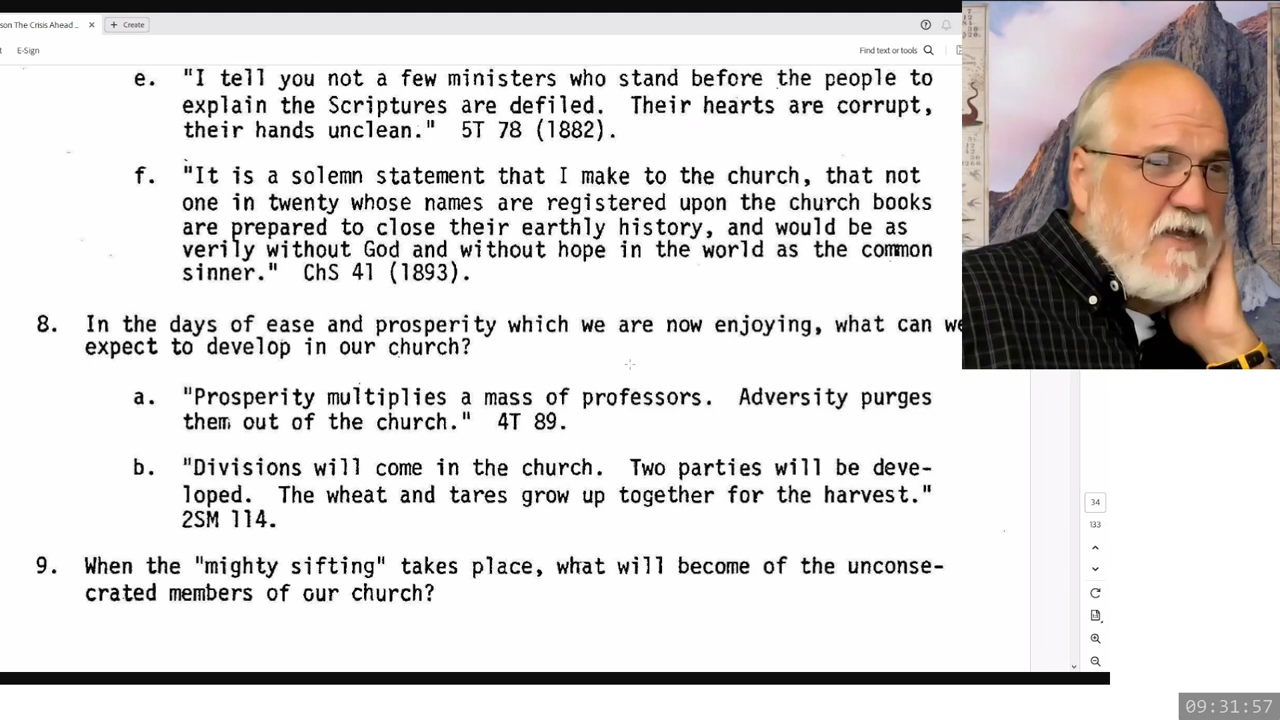 son The Crisis Ahead ...
Create
E-Sign
Find text or tools
e. "I tell you not a few ministers who stand before the people to
explain the Scriptures are defiled. Their hearts are corrupt,
their hands unclean." 5T 78 (1882).
f. "It is a solemn statement that I make to the church, that not
one in twenty whose names are registered upon the church books
are prepared to close their earthly history, and would be as
verily without God and without hope in the world as the common
sinner." ChS 41 (1893).
8. In the days of ease and prosperity which we are now enjoying, what can we
expect to develop in our church?
a. "Prosperity multiplies a mass of professors. Adversity purges
them out of the church." 4T 89.
b. "Divisions will come in the church. Two parties will be deve-
loped. The wheat and tares grow up together for the harvest."
2SM 114.
9. When the "mighty sifting" takes place, what will become of the unconse-
crated members of our church?
34
133
09:31:57